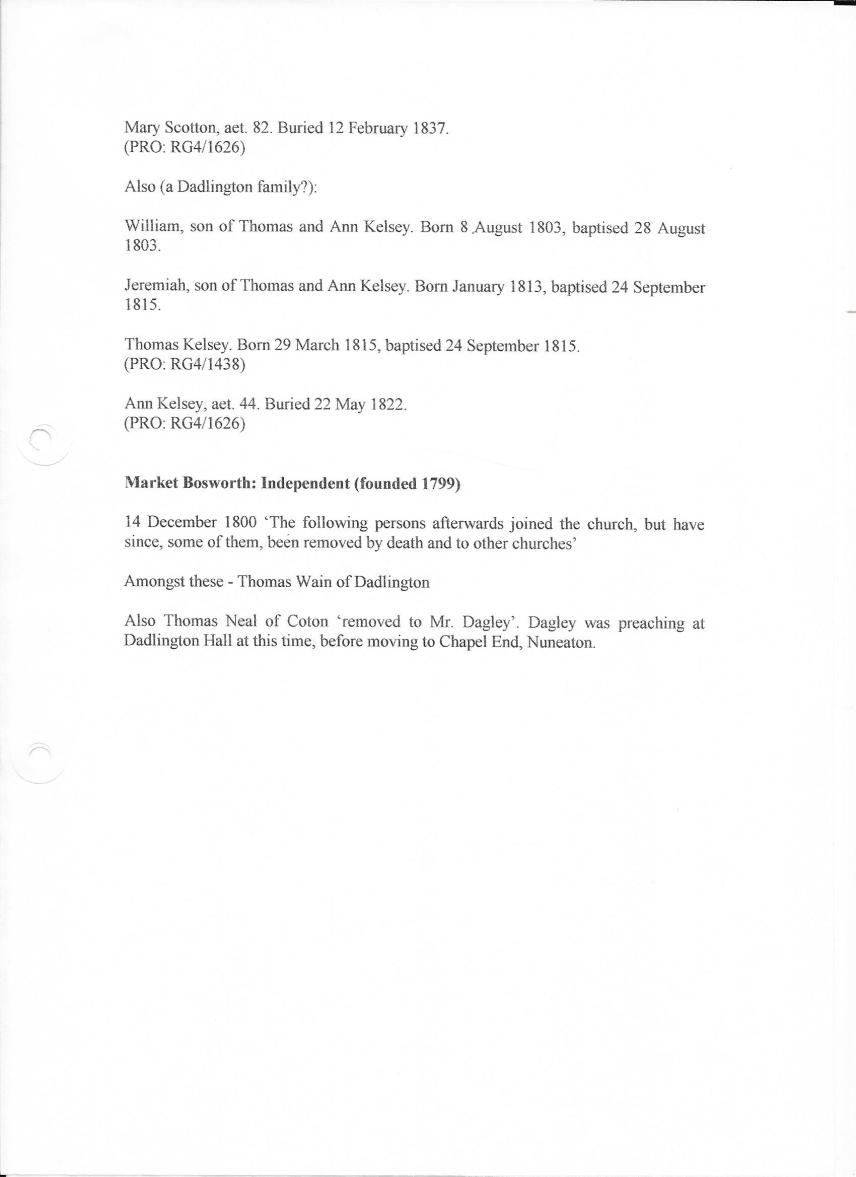 Mary Scotton, aet. 82. Buried 12 February 1837.
(PRO: RG4/1626)
Also (a Dadlington family?):
William, son of Thomas and Ann Kelsey. Born 8 August 1803, baptised 28 August
1803.
Jeremiah, son of Thomas and Ann Kelsey. Born January 1813, baptised 24 September
1815.
Thomas Kelsey. Born 29 March 1815, baptised 24 September 1815.
(PRO: RG4/1438)
Ann Kelsey, aet. 44. Buried 22 May 1822.
(PRO: RG4/1626)
Market Bosworth: Independent (founded 1799)
14 December 1800 ‘The following persons afterwards joined the church, but have
since, some of them, been removed by death and to other churches’
Amongst these - Thomas Wain of Dadlington
Also Thomas Neal of Coton ‘removed to Mr. Dagley’. Dagley was preaching at
Dadlington Hall at this time, before moving to Chapel End, Nuneaton.